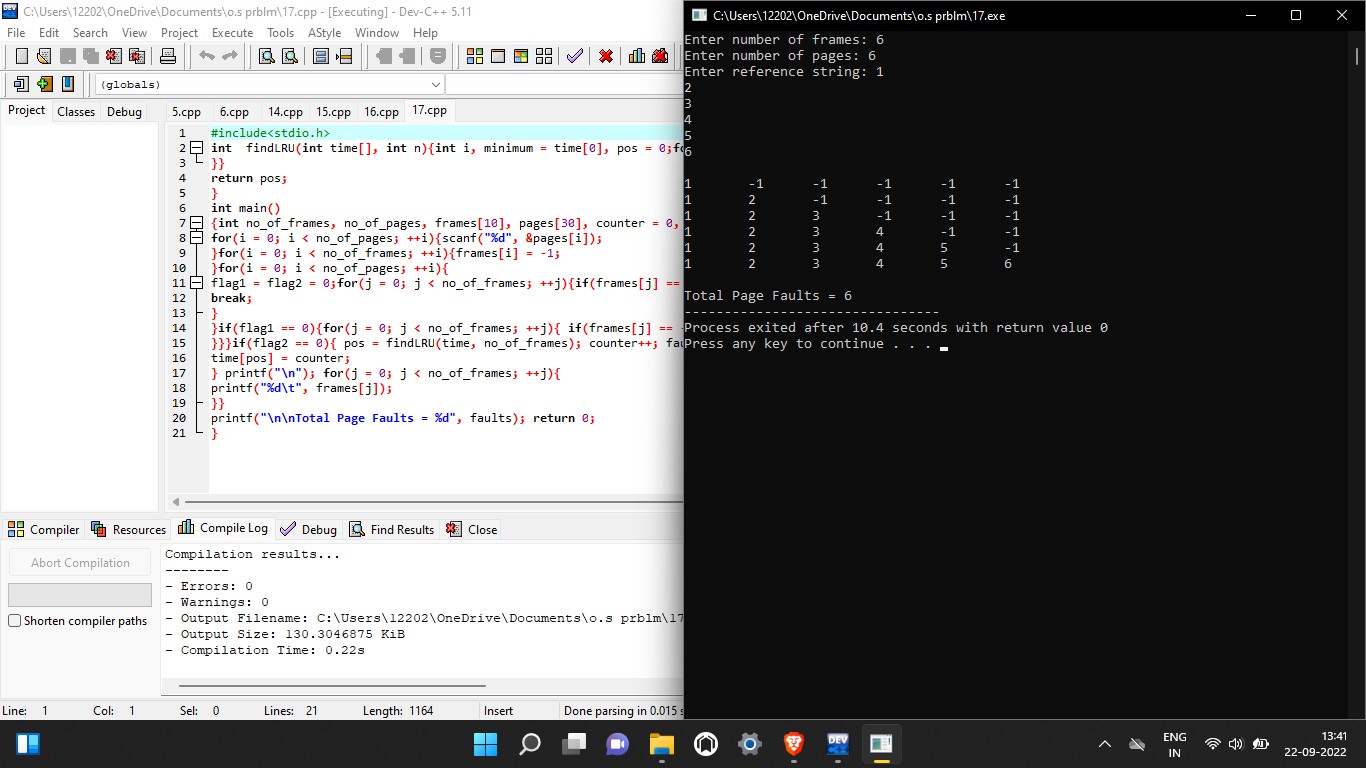 C:\Users\12202\OneDrive\Documents\o.s prblm\17.cpp - [Executing] - Dev-C++ 5.11
File Edit Search View Project Execute Tools AStyle Window Help
(globals)
Project Classes Debug
5.cpp 6.cpp 14.cpp 15.cpp 16.cpp 17.cpp
1 #include<stdio.h>
2 int findLRU(int time[], int n){int i, minimum = time[0], pos = 0;fo
3 }}
4 return pos;
5 }
6 int main()
7 {int no_of_frames, no_of_pages, frames[10], pages[30], counter = 0,
8 for(i = 0; i < no_of_pages; ++i){scanf("%d", &pages[i]);
9 }for(i = 0; i < no_of_frames; ++i){frames[i] = -1;
10 }for(i = 0; i < no_of_pages; ++i){
11 flag1 = flag2 = 0;for(j = 0; j < no_of_frames; ++j){if(frames[j] ==
12 break;
13 }
14 }if(flag1 == 0){for(j = 0; j < no_of_frames; ++j){ if(frames[j] == -
15 }}}if(flag2 == 0){ pos = findLRU(time, no_of_frames); counter++; fau
16 time[pos] = counter;
17 } printf("\n"); for(j = 0; j < no_of_frames; ++j){
18 printf("%d\t", frames[j]);
19 }}
20 printf("\n\nTotal Page Faults = %d", faults); return 0;
21 }
Compiler Resources Compile Log Debug Find Results Close
Abort Compilation
Shorten compiler paths
Compilation results...
--------
- Errors: 0
- Warnings: 0
- Output Filename: C:\Users\12202\OneDrive\Documents\o.s prblm\17
- Output Size: 130.3046875 KiB
- Compilation Time: 0.22s
Line: 1 Col: 1 Sel: 0 Lines: 21 Length: 1164 Insert Done parsing in 0.015 s
C:\Users\12202\OneDrive\Documents\o.s prblm\17.exe
Enter number of frames: 6
Enter number of pages: 6
Enter reference string: 1
2
3
4
5
6
1 -1 -1 -1 -1 -1
1 2 -1 -1 -1 -1
1 2 3 -1 -1 -1
1 2 3 4 -1 -1
1 2 3 4 5 -1
1 2 3 4 5 6
Total Page Faults = 6
--------------------------------
Process exited after 10.4 seconds with return value 0
Press any key to continue . . .
DEV
ENG
IN
13:41
22-09-2022